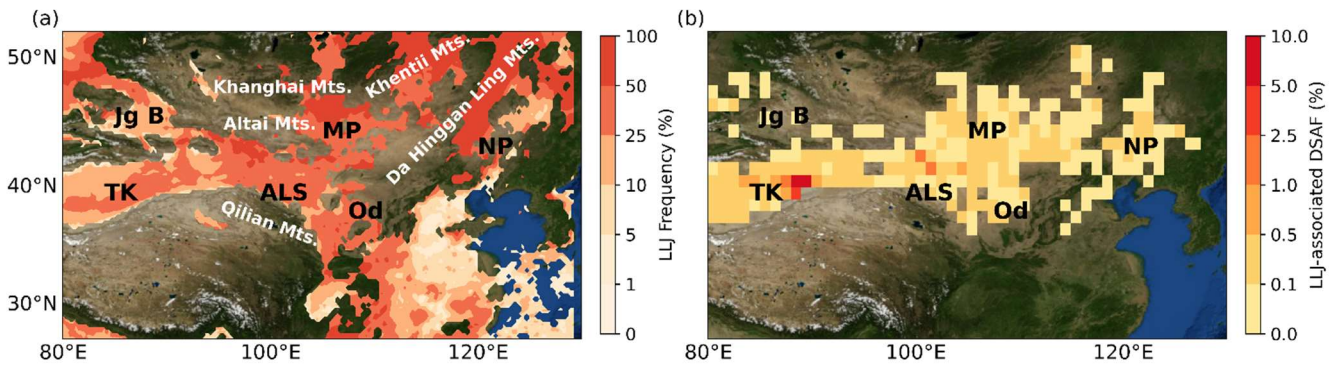 (a)
50°N
40°N
30°N
80°E
100°E
120°E
Khanghai Mts.
Khentii Mts.
Altai Mts.
Da Hinggan Ling Mts.
Qilian Mts.
Jg B
MP
NP
TK
ALS
Od
100
50
25
10
5
1
0
LLJ Frequency (%)
(b)
Jg B
MP
NP
TK
ALS
Od
80°E
100°E
120°E
10.0
5.0
2.5
1.0
0.5
0.1
0.0
LLJ-associated DSAF (%)